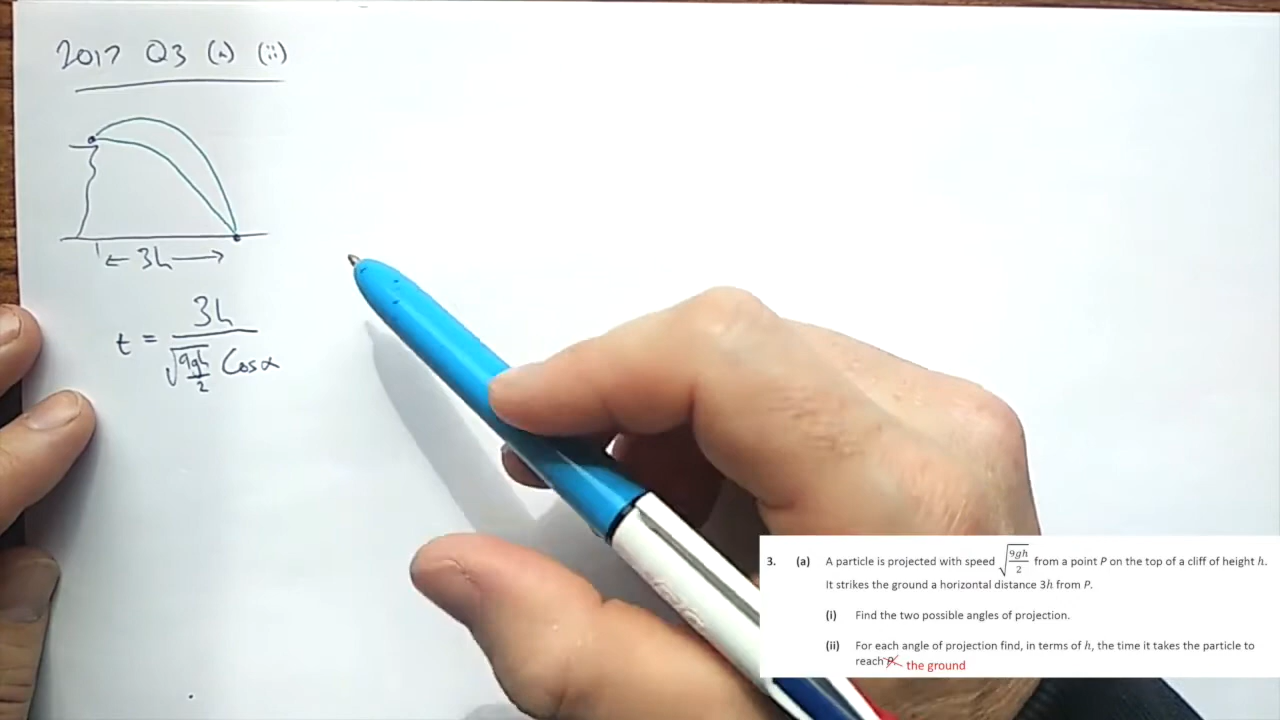 2017 Q3 (a) (ii)
← 3h →
t = 3h / √(9gh/2) Cosα
3. (a) A particle is projected with speed √(9gh/2) from a point P on the top of a cliff of height h.
It strikes the ground a horizontal distance 3h from P.
(i) Find the two possible angles of projection.
(ii) For each angle of projection find, in terms of h, the time it takes the particle to
reach P. the ground